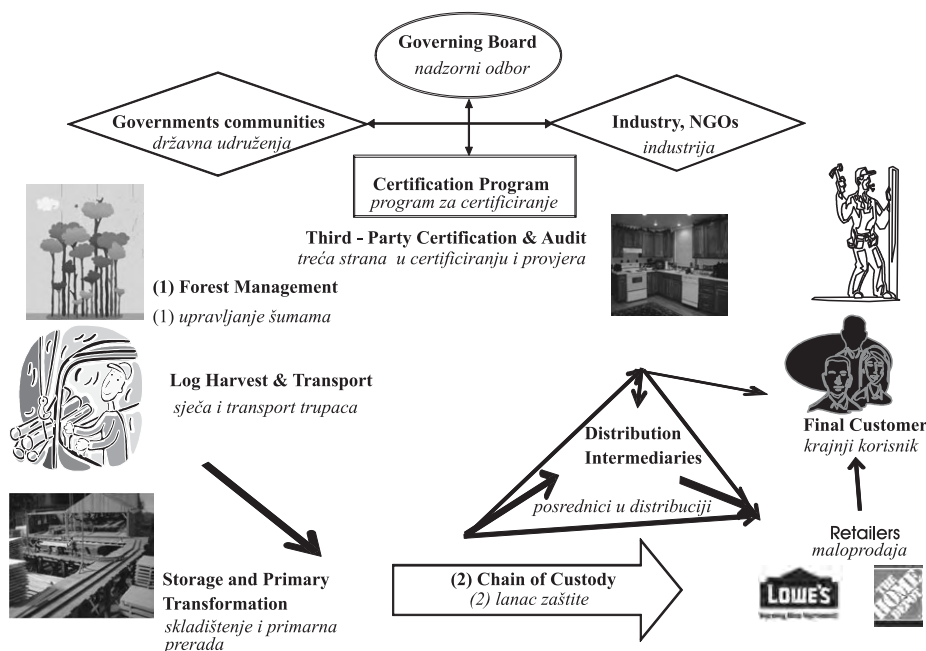 Governing Board
nadzorni odbor
Governments communities
državna udruženja
Industry, NGOs
industrija
Certification Program
program za certificiranje
Third - Party Certification & Audit
treća strana u certificiranju i provjera
(1) Forest Management
(1) upravljanje šumama
Log Harvest & Transport
sječa i transport trupaca
Distribution
Intermediaries
posrednici u distribuciji
Final Customer
krajnji korisnik
Retailers
maloprodaja
Storage and Primary
Transformation
skladištenje i primarna
prerada
(2) Chain of Custody
(2) lanac zaštite
LOWE'S
THE
HOME
DEPOT